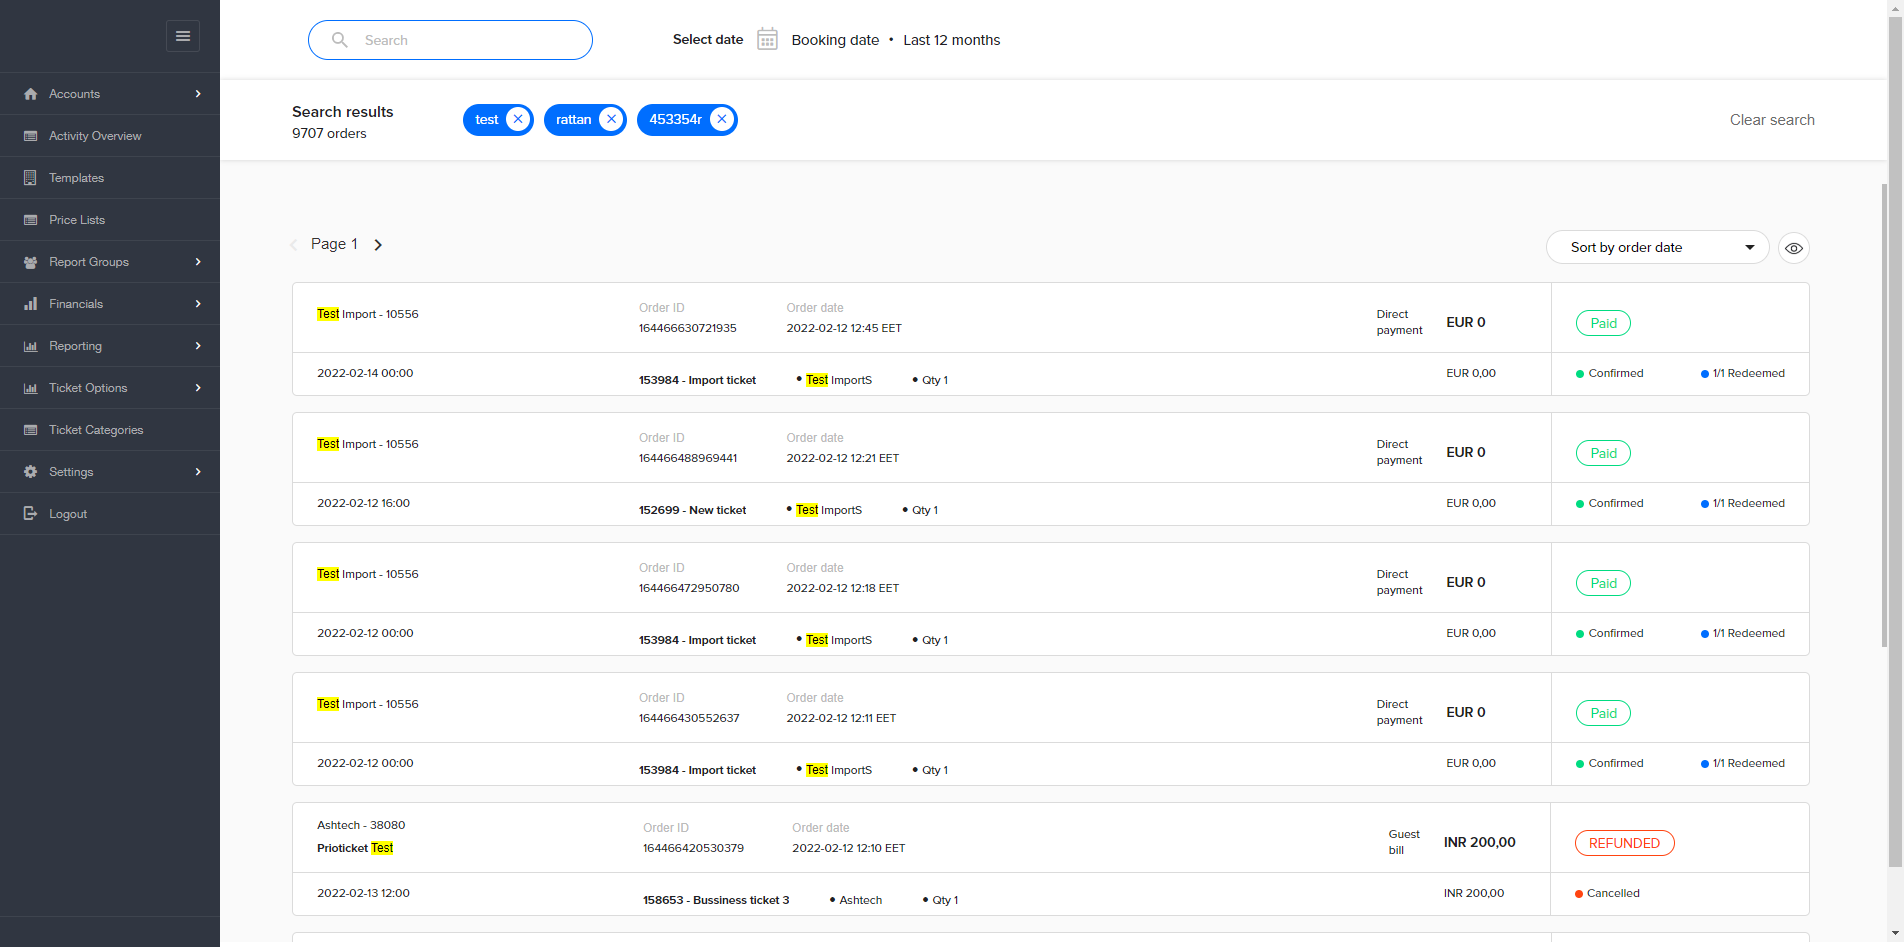 Search
Select date Booking date • Last 12 months
Accounts
Activity Overview
Templates
Price Lists
Report Groups
Financials
Reporting
Ticket Options
Ticket Categories
Settings
Logout
Search results
9707 orders
test
rattan
453354r
Clear search
Page 1
Sort by order date
Test Import - 10556
Order ID
164466630721935
Order date
2022-02-12 12:45 EET
Direct
payment
EUR 0
Paid
2022-02-14 00:00
153984 - Import ticket • Test ImportS • Qty 1
EUR 0,00
Confirmed
1/1 Redeemed
Test Import - 10556
Order ID
164466488969441
Order date
2022-02-12 12:21 EET
Direct
payment
EUR 0
Paid
2022-02-12 16:00
152699 - New ticket • Test ImportS • Qty 1
EUR 0,00
Confirmed
1/1 Redeemed
Test Import - 10556
Order ID
164466472950780
Order date
2022-02-12 12:18 EET
Direct
payment
EUR 0
Paid
2022-02-12 00:00
153984 - Import ticket • Test ImportS • Qty 1
EUR 0,00
Confirmed
1/1 Redeemed
Test Import - 10556
Order ID
164466430552637
Order date
2022-02-12 12:11 EET
Direct
payment
EUR 0
Paid
2022-02-12 00:00
153984 - Import ticket • Test ImportS • Qty 1
EUR 0,00
Confirmed
1/1 Redeemed
Ashtech - 38080
Prioticket Test
Order ID
164466420530379
Order date
2022-02-12 12:10 EET
Guest
bill
INR 200,00
REFUNDED
2022-02-13 12:00
158653 - Bussiness ticket 3 • Ashtech • Qty 1
INR 200,00
Cancelled